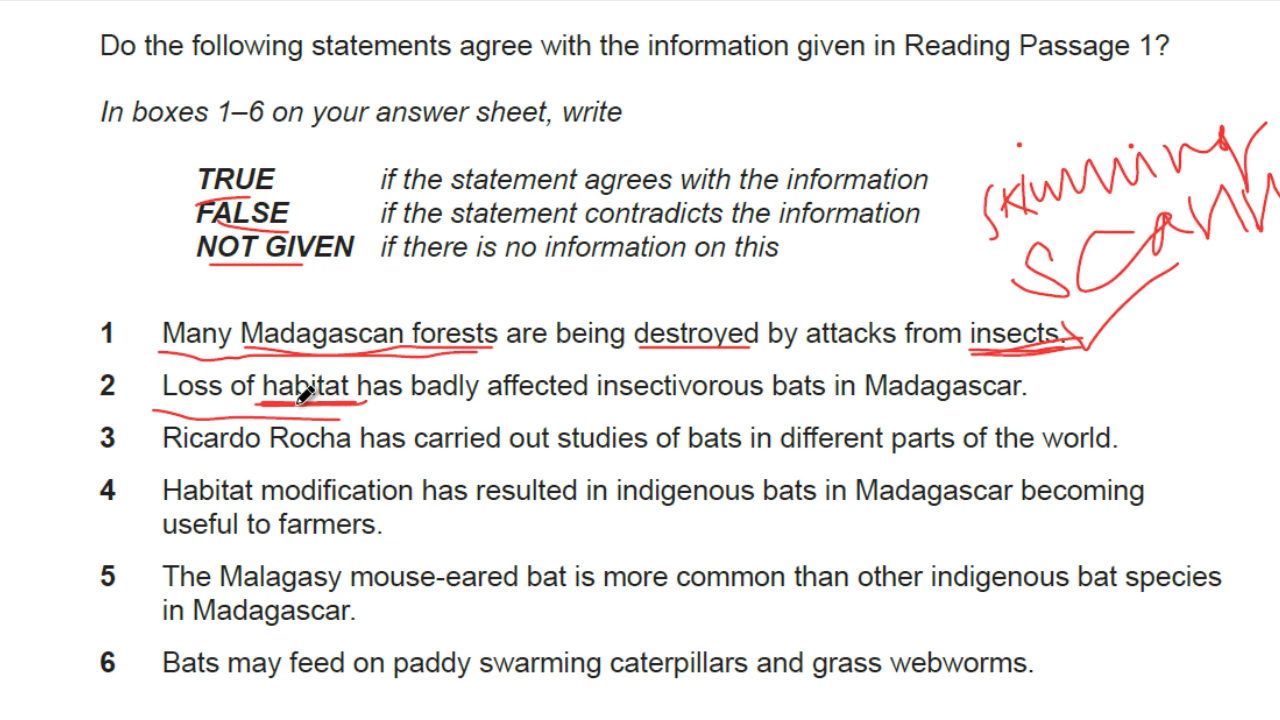 Do the following statements agree with the information given in Reading Passage 1?
In boxes 1–6 on your answer sheet, write
TRUE if the statement agrees with the information
FALSE if the statement contradicts the information
NOT GIVEN if there is no information on this
skimming
scann
1 Many Madagascan forests are being destroyed by attacks from insects.
2 Loss of habitat has badly affected insectivorous bats in Madagascar.
3 Ricardo Rocha has carried out studies of bats in different parts of the world.
4 Habitat modification has resulted in indigenous bats in Madagascar becoming
useful to farmers.
5 The Malagasy mouse-eared bat is more common than other indigenous bat species
in Madagascar.
6 Bats may feed on paddy swarming caterpillars and grass webworms.